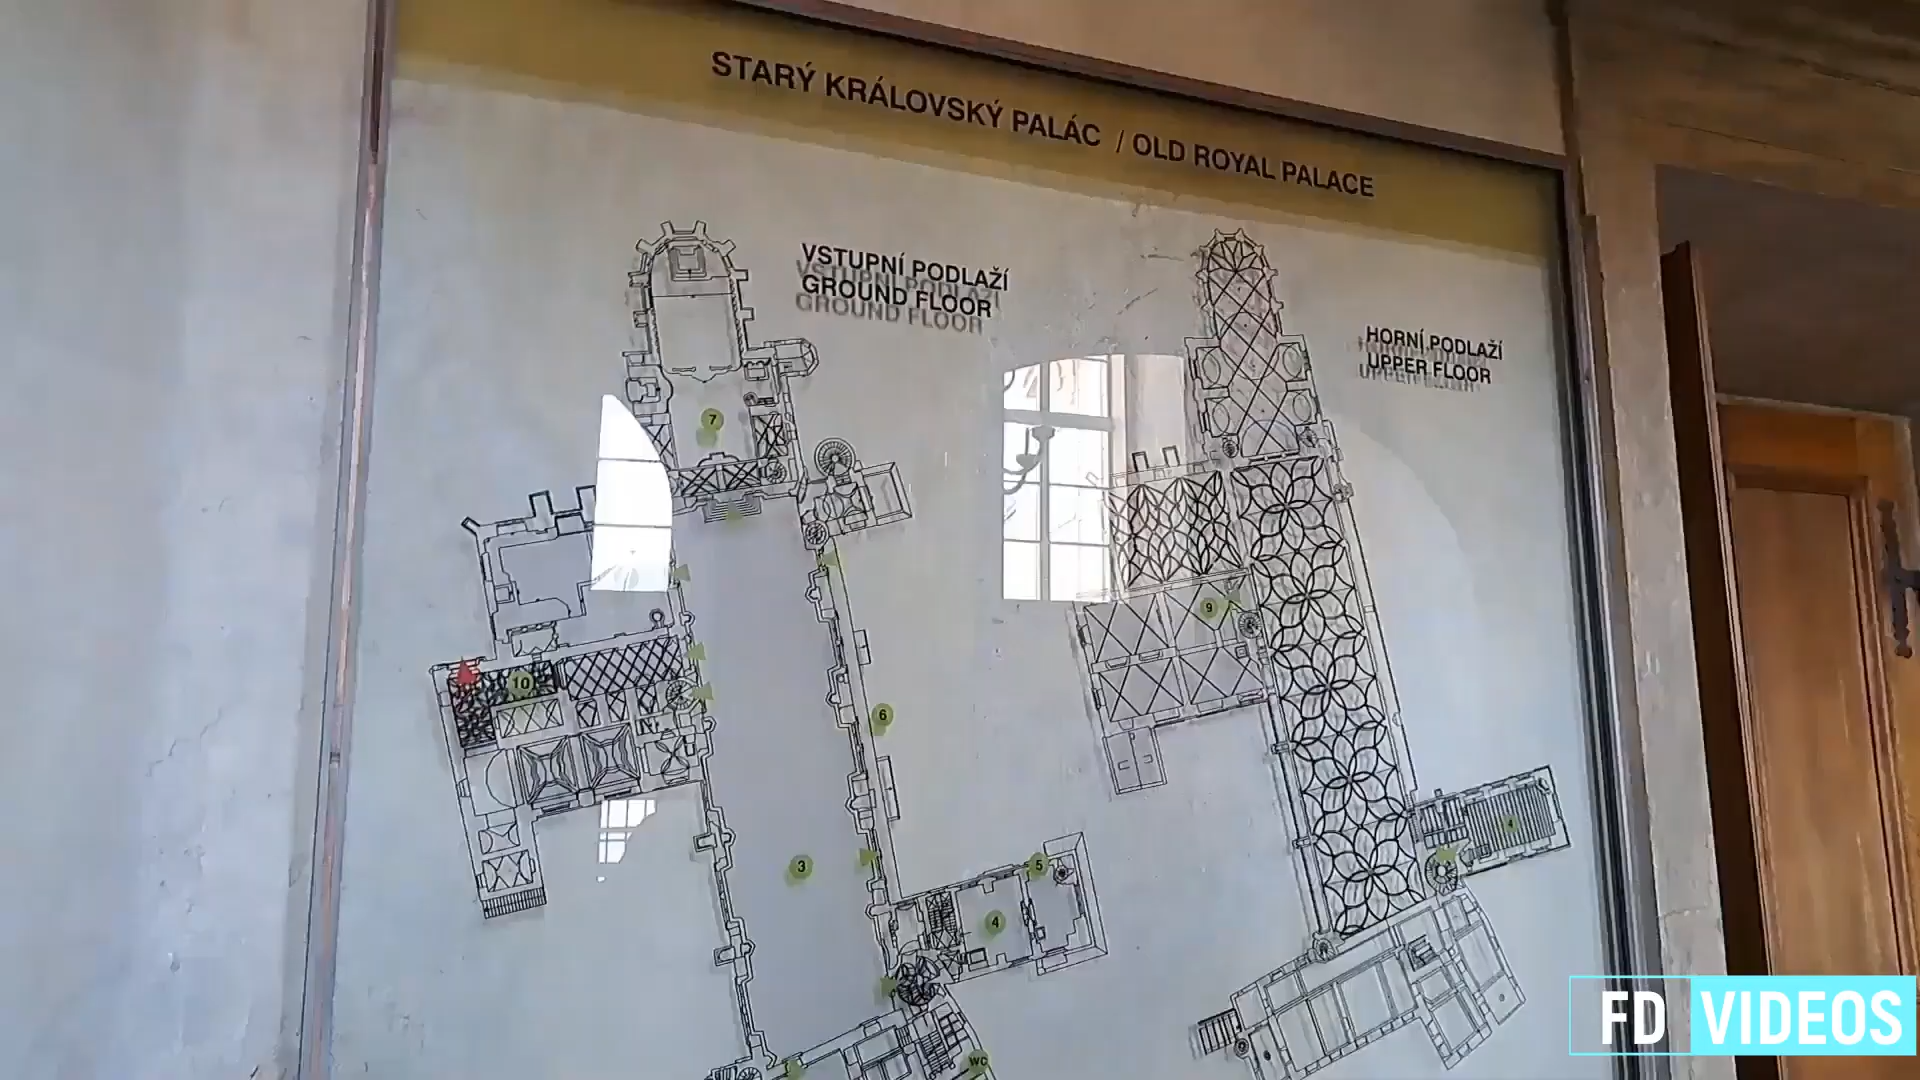 STARÝ KRÁLOVSKÝ PALÁC / OLD ROYAL PALACE
VSTUPNÍ PODLAŽÍ
GROUND FLOOR
HORNÍ PODLAŽÍ
UPPER FLOOR
7
9
10
6
4
3
5
4
WC
FD VIDEOS